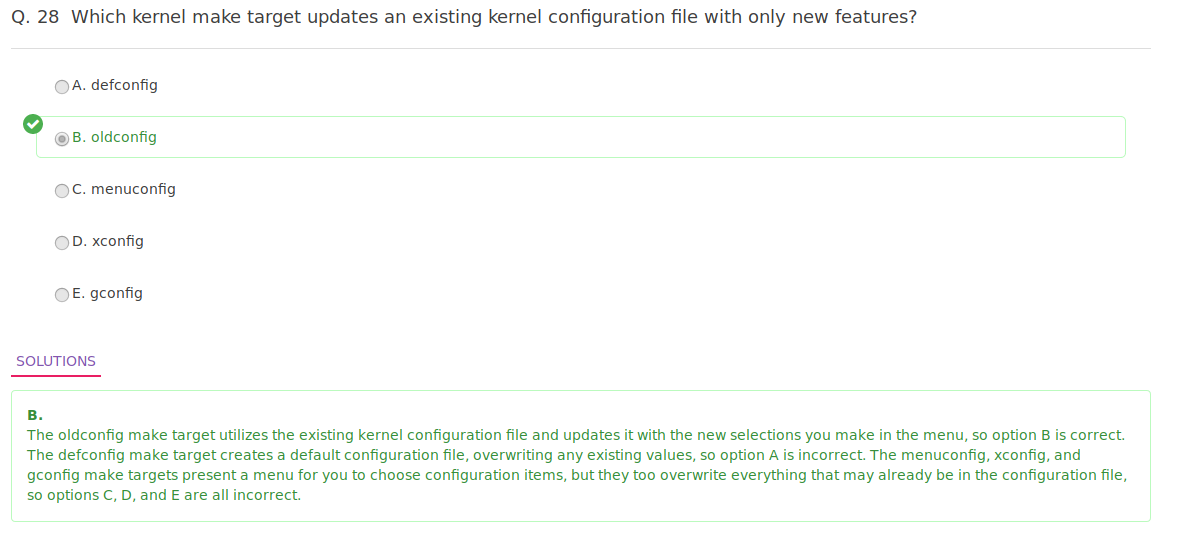 Q. 28 Which kernel make target updates an existing kernel configuration file with only new features?
A. defconfig
B. oldconfig
C. menuconfig
D. xconfig
E. gconfig
SOLUTIONS
B.
The oldconfig make target utilizes the existing kernel configuration file and updates it with the new selections you make in the menu, so option B is correct.
The defconfig make target creates a default configuration file, overwriting any existing values, so option A is incorrect. The menuconfig, xconfig, and
gconfig make targets present a menu for you to choose configuration items, but they too overwrite everything that may already be in the configuration file,
so options C, D, and E are all incorrect.